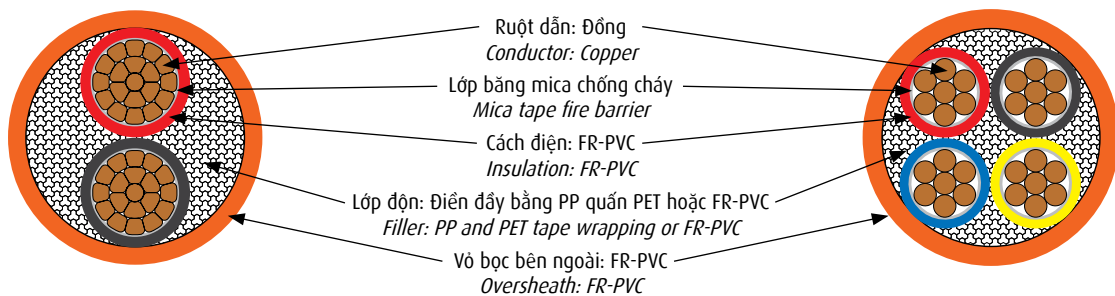 Ruột dẫn: Đồng
Conductor: Copper
Lớp băng mica chống cháy
Mica tape fire barrier
Cách điện: FR-PVC
Insulation: FR-PVC
Lớp độn: Điền đầy bằng PP quấn PET hoặc FR-PVC
Filler: PP and PET tape wrapping or FR-PVC
Vỏ bọc bên ngoài: FR-PVC
Oversheath: FR-PVC